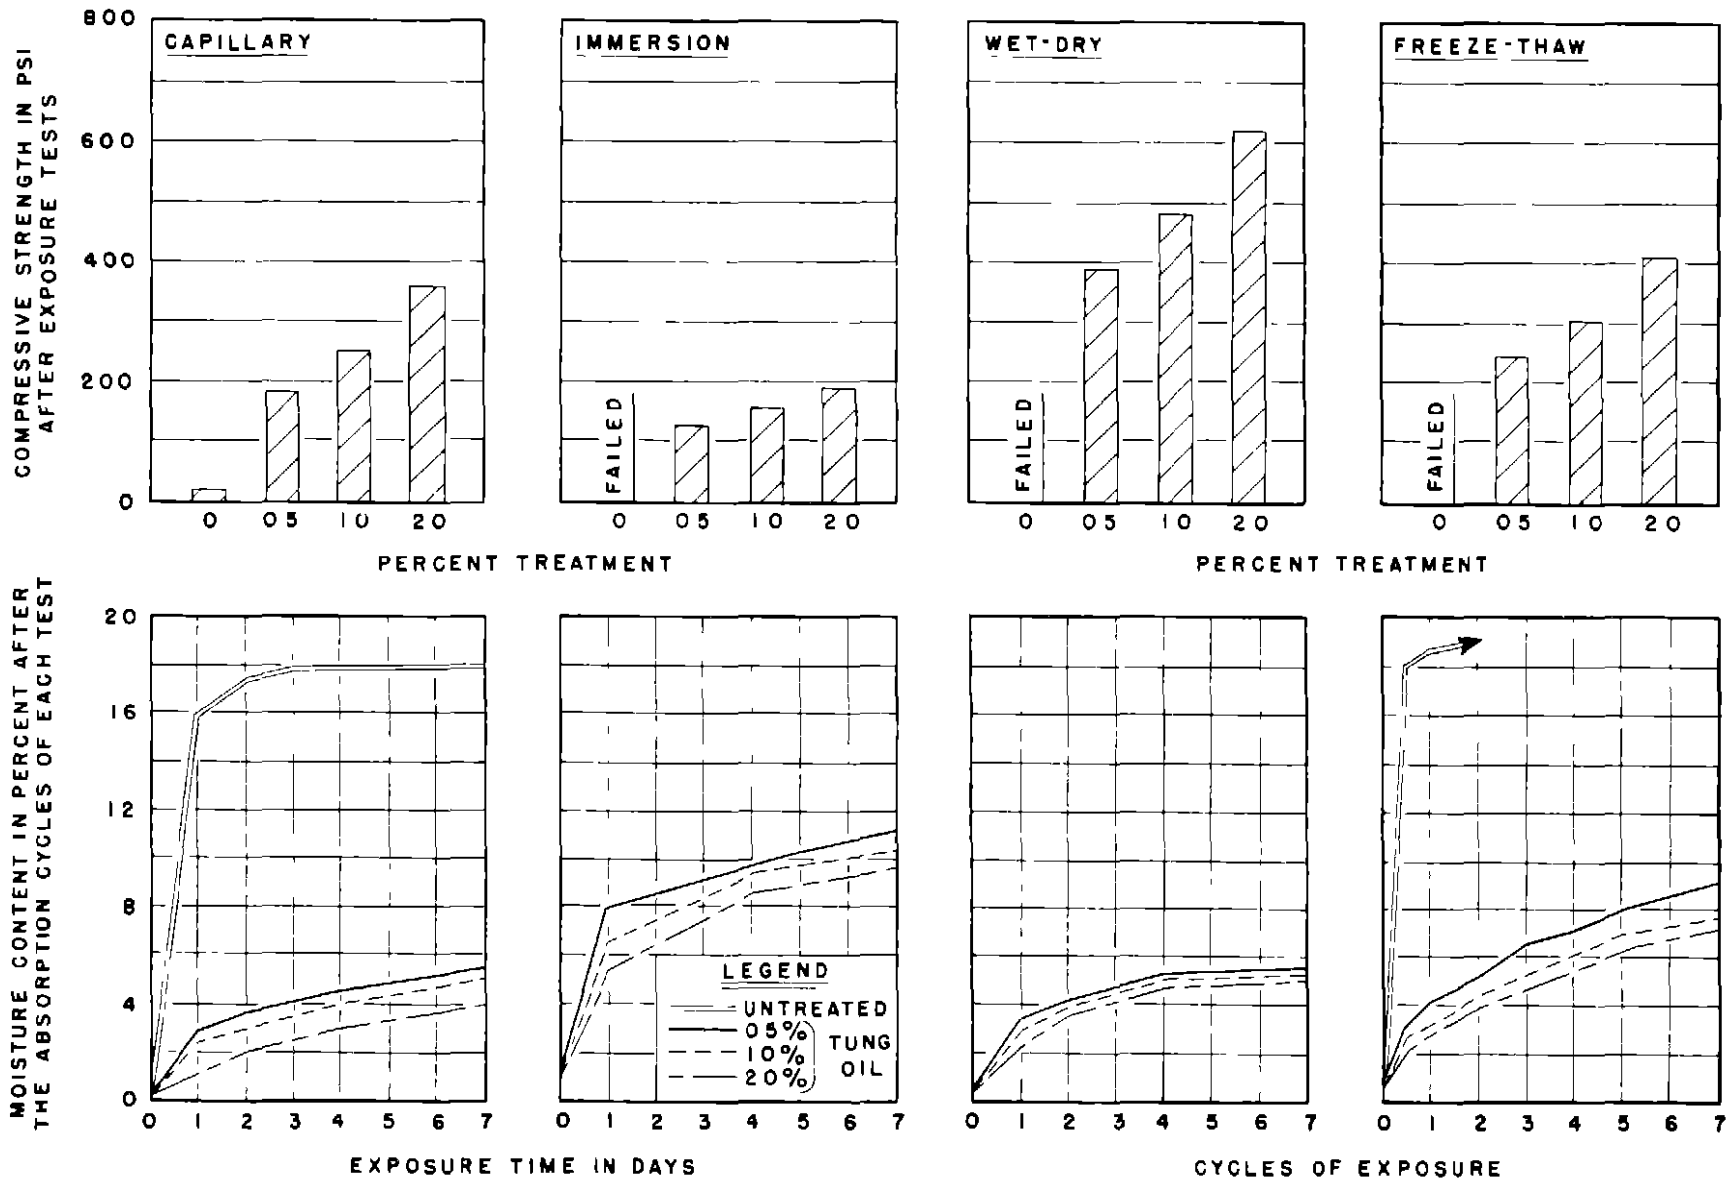 COMPRESSIVE STRENGTH IN PSI
AFTER EXPOSURE TESTS
800
600
400
200
0
CAPILLARY
0 05 10 20
IMMERSION
FAILED
0 05 10 20
WET-DRY
FAILED
0 05 10 20
FREEZE-THAW
FAILED
0 05 10 20
PERCENT TREATMENT
PERCENT TREATMENT
MOISTURE CONTENT IN PERCENT AFTER
THE ABSORPTION CYCLES OF EACH TEST
20
16
12
8
4
0
0 1 2 3 4 5 6 7
LEGEND
UNTREATED
05%
10%
20%
TUNG
OIL
0 1 2 3 4 5 6 7
0 1 2 3 4 5 6 7
0 1 2 3 4 5 6 7
EXPOSURE TIME IN DAYS
CYCLES OF EXPOSURE